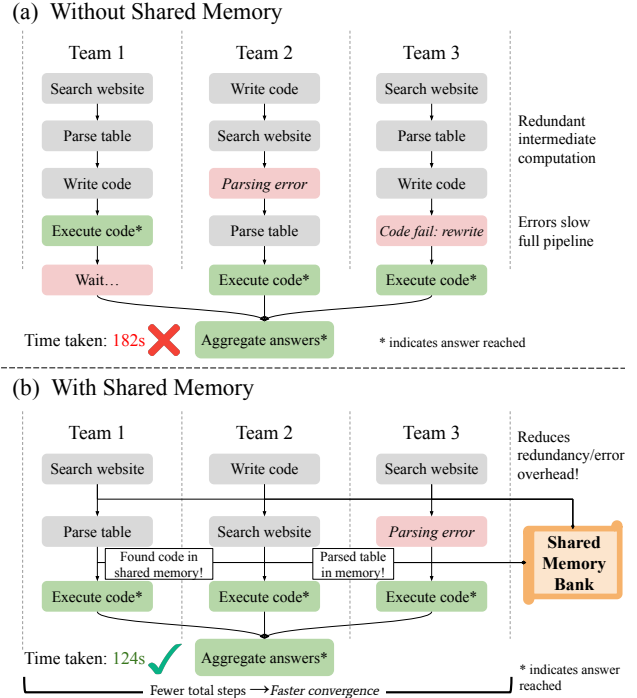 (a) Without Shared Memory
Team 1 Team 2 Team 3
Search website Write code Search website
Parse table Search website Parse table
Redundant
intermediate
computation
Write code Parsing error Write code
Execute code* Parse table Code fail: rewrite
Errors slow
full pipeline
Wait… Execute code* Execute code*
Time taken: 182s Aggregate answers* * indicates answer reached
(b) With Shared Memory
Team 1 Team 2 Team 3
Reduces
redundancy/error
overhead!
Search website Write code Search website
Parse table Search website Parsing error
Found code in
shared memory!
Parsed table
in memory!
Shared
Memory
Bank
Execute code* Execute code* Execute code*
Time taken: 124s Aggregate answers*
* indicates answer
reached
Fewer total steps → Faster convergence